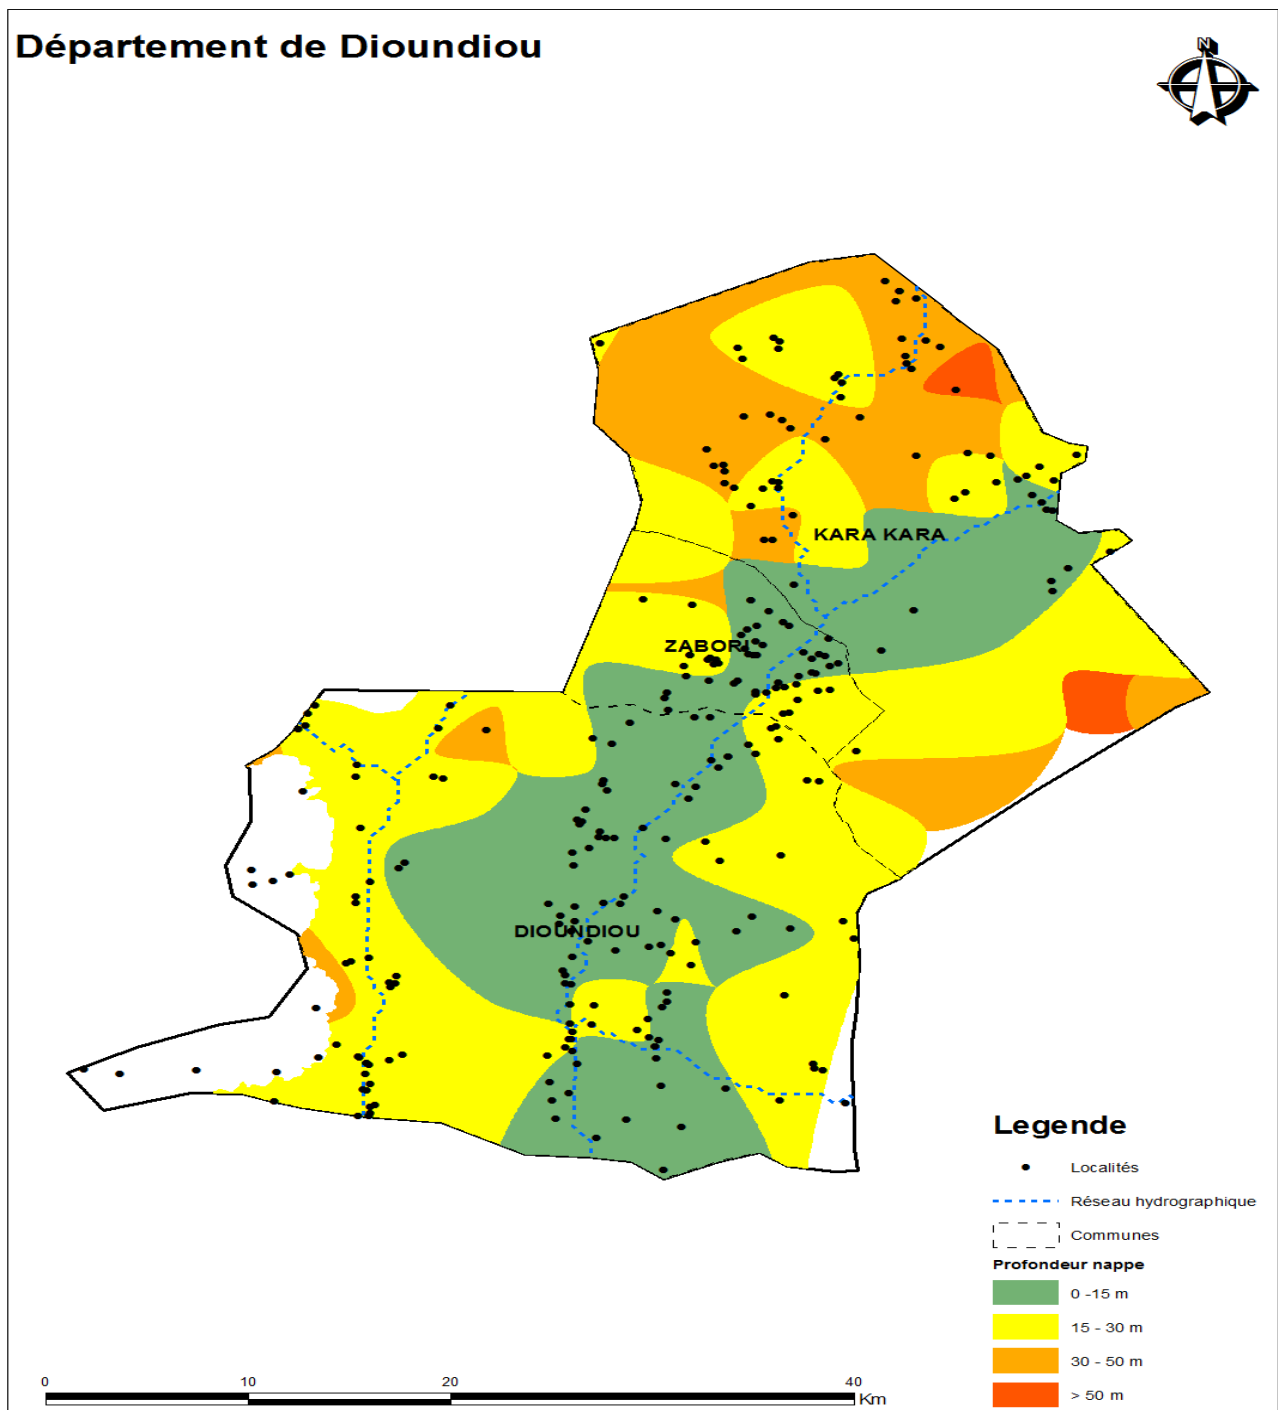 Département de Dioundiou
N
KARA KARA
ZABORI
DIOUNDIOU
Legende
Localités
Réseau hydrographique
Communes
Profondeur nappe
0 -15 m
15 - 30 m
30 - 50 m
> 50 m
0 10 20 40
Km